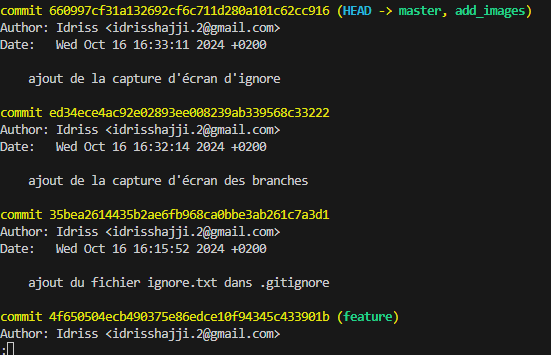 commit 660997cf31a132692cf6c711d280a101c62cc916 (HEAD -> master, add_images)
Author: Idriss <idrisshajji.2@gmail.com>
Date:   Wed Oct 16 16:33:11 2024 +0200
ajout de la capture d'écran d'ignore
commit ed34ece4ac92e02893ee008239ab339568c33222
Author: Idriss <idrisshajji.2@gmail.com>
Date:   Wed Oct 16 16:32:14 2024 +0200
ajout de la capture d'écran des branches
commit 35bea2614435b2ae6fb968ca0bbe3ab261c7a3d1
Author: Idriss <idrisshajji.2@gmail.com>
Date:   Wed Oct 16 16:15:52 2024 +0200
ajout du fichier ignore.txt dans .gitignore
commit 4f650504ecb490375e86edce10f94345c433901b (feature)
Author: Idriss <idrisshajji.2@gmail.com>
: